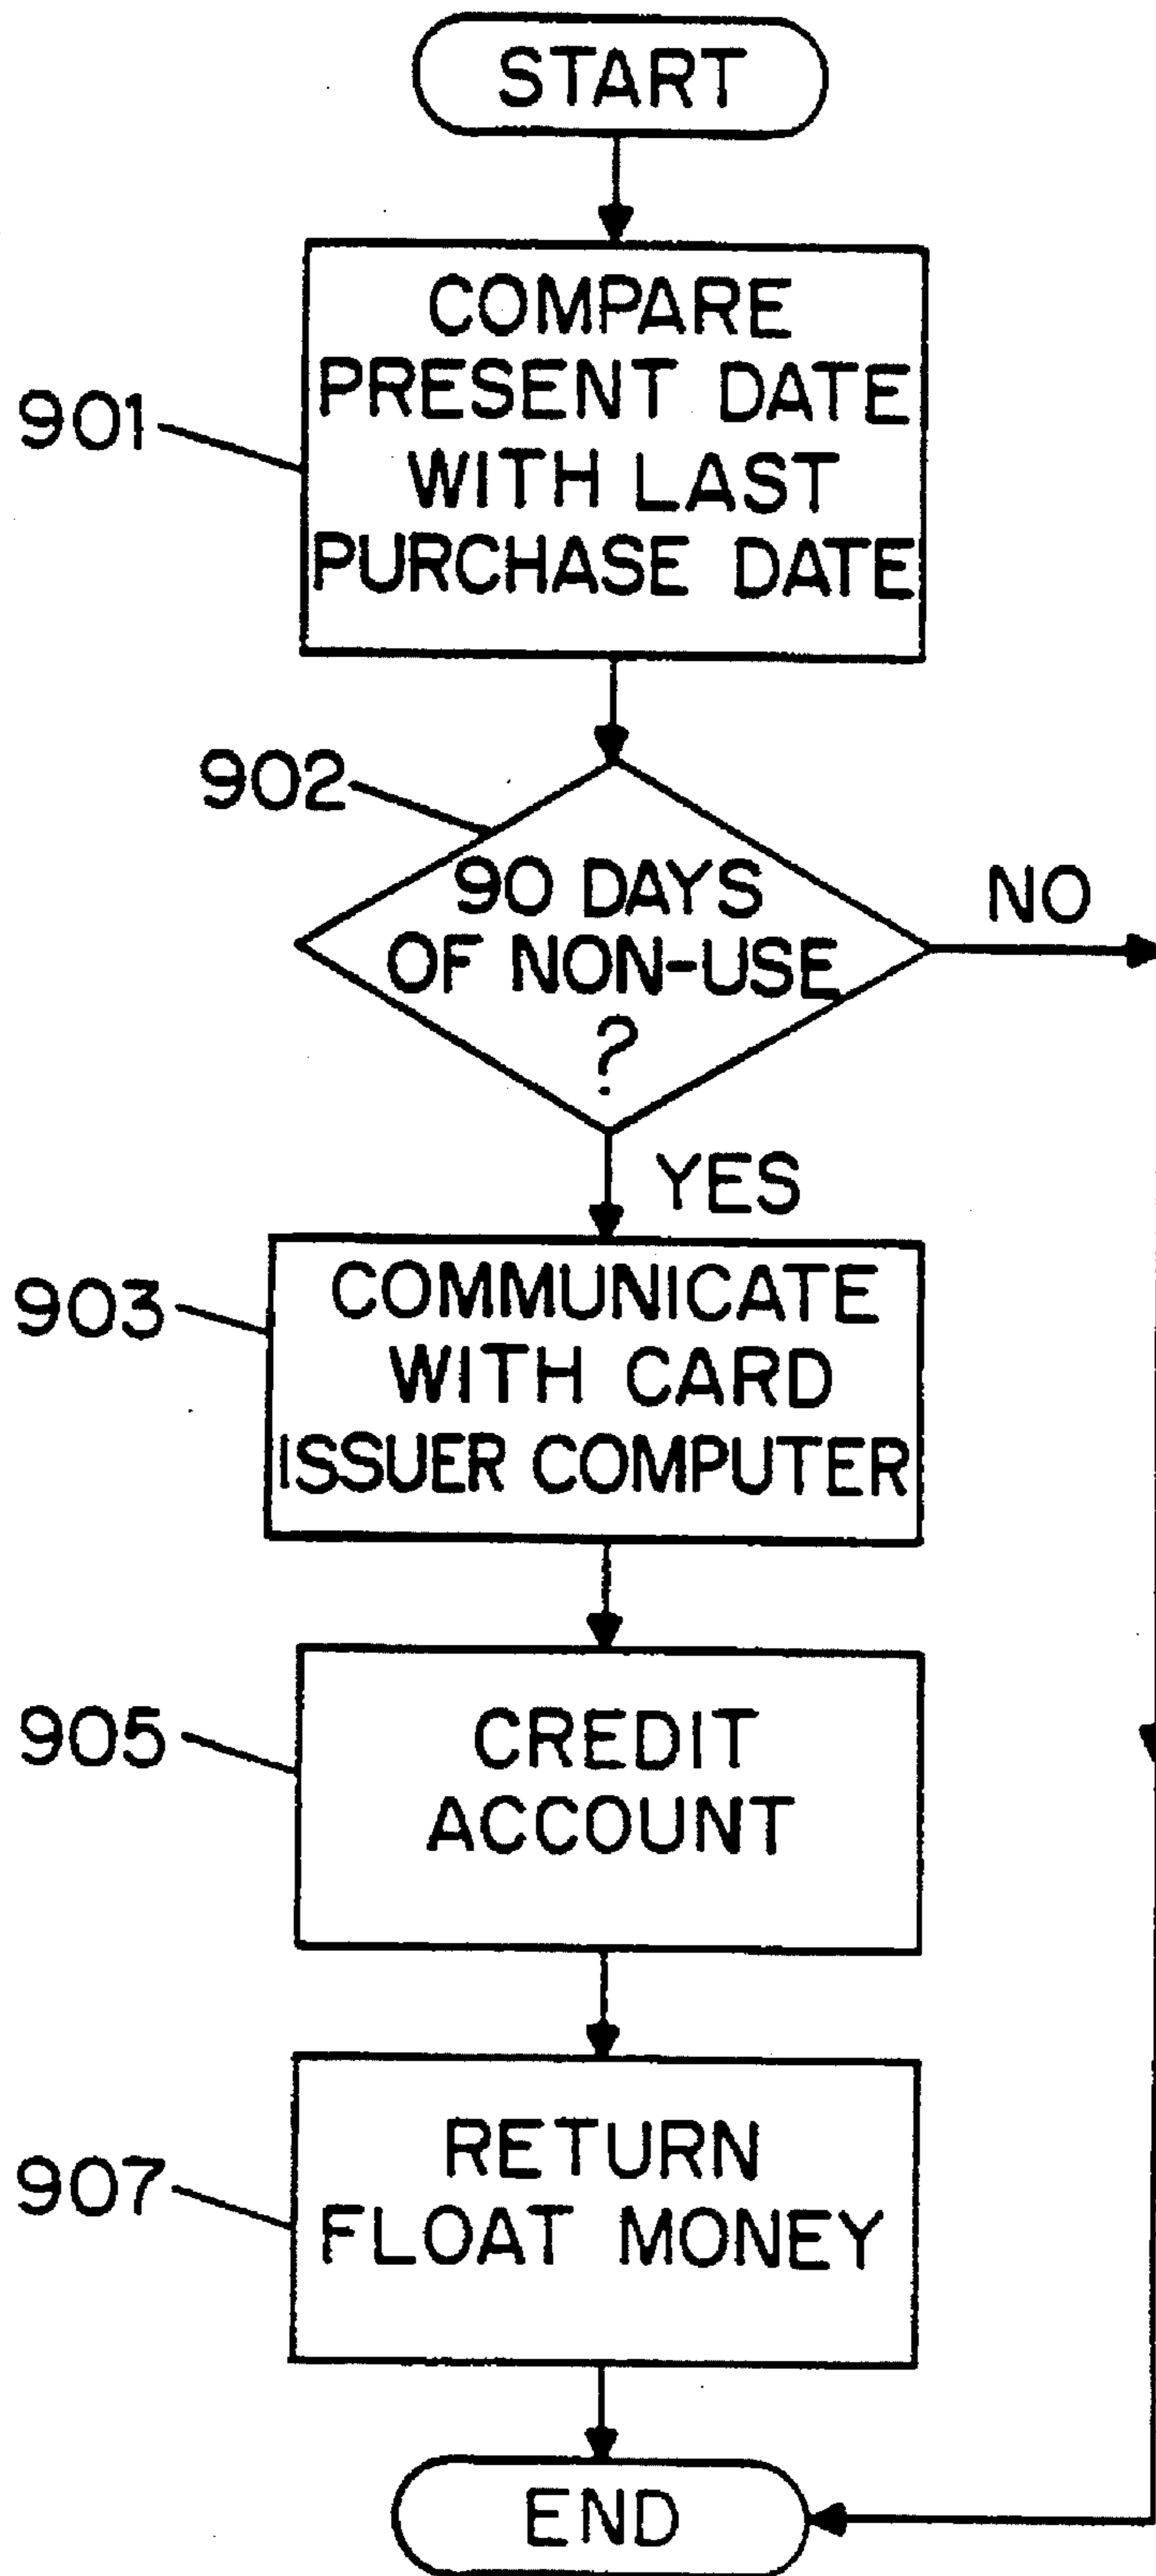 START
COMPARE
PRESENT DATE
WITH LAST
PURCHASE DATE
901
902
90 DAYS
OF NON-USE
?
NO
YES
903
COMMUNICATE
WITH CARD
ISSUER COMPUTER
905
CREDIT
ACCOUNT
907
RETURN
FLOAT MONEY
END